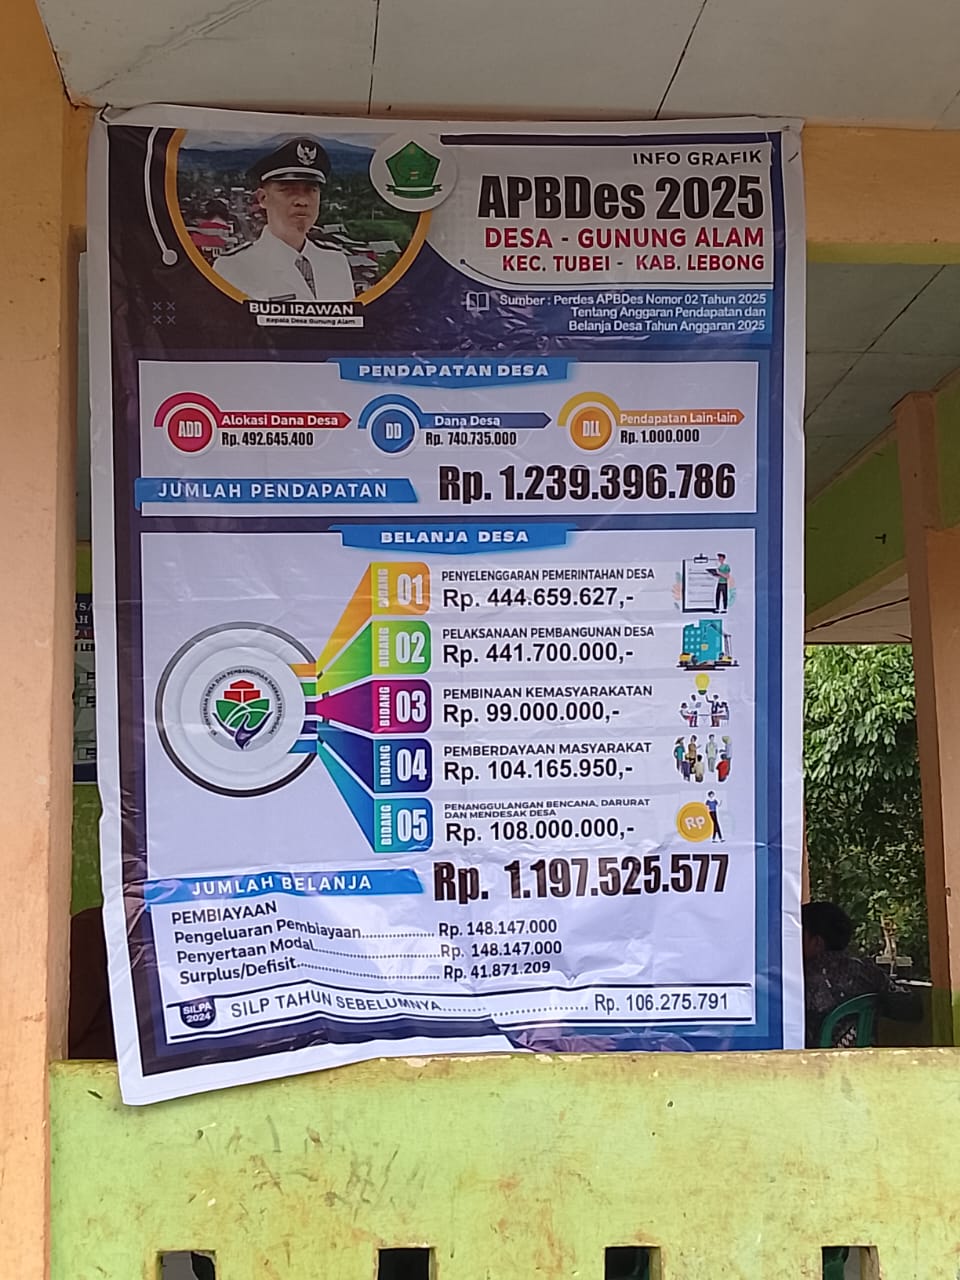 INFO GRAFIK
APBDes 2025
DESA - GUNUNG ALAM
KEC. TUBEI - KAB. LEBONG
Sumber : Perdes APBDes Nomor 02 Tahun 2025
Tentang Anggaran Pendapatan dan
Belanja Desa Tahun Anggaran 2025
BUDI IRAWAN
Kepala Desa Gunung Alam
PENDAPATAN DESA
ADD
Alokasi Dana Desa
Rp. 492.645.400
DD
Dana Desa
Rp. 740.735.000
DLL
Pendapatan Lain-lain
Rp. 1.000.000
JUMLAH PENDAPATAN
Rp. 1.239.396.786
BELANJA DESA
BIDANG 01
PENYELENGGARAN PEMERINTAHAN DESA
Rp. 444.659.627,-
BIDANG 02
PELAKSANAAN PEMBANGUNAN DESA
Rp. 441.700.000,-
BIDANG 03
PEMBINAAN KEMASYARAKATAN
Rp. 99.000.000,-
BIDANG 04
PEMBERDAYAAN MASYARAKAT
Rp. 104.165.950,-
BIDANG 05
PENANGGULANGAN BENCANA, DARURAT
DAN MENDESAK DESA
Rp. 108.000.000,-
Rp
JUMLAH BELANJA
Rp. 1.197.525.577
PEMBIAYAAN
Pengeluaran Pembiayaan................. Rp. 148.147.000
Penyertaan Modal..............................Rp. 148.147.000
Surplus/Defisit.................................. Rp. 41.871.209
SILPA
2024
SILP TAHUN SEBELUMNYA.................................. Rp. 106.275.791